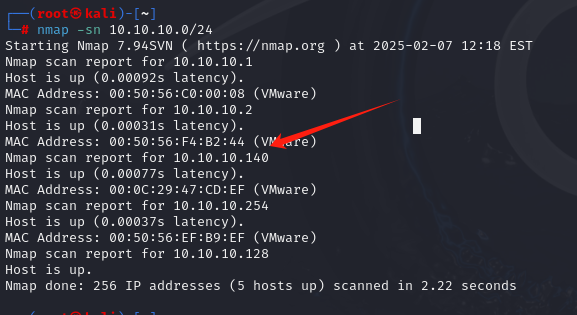 ┌──(root㉿kali)-[~]
└─# nmap -sn 10.10.10.0/24
Starting Nmap 7.94SVN ( https://nmap.org ) at 2025-02-07 12:18 EST
Nmap scan report for 10.10.10.1
Host is up (0.00092s latency).
MAC Address: 00:50:56:C0:00:08 (VMware)
Nmap scan report for 10.10.10.2
Host is up (0.00031s latency).
MAC Address: 00:50:56:F4:B2:44 (VMware)
Nmap scan report for 10.10.10.140
Host is up (0.00077s latency).
MAC Address: 00:0C:29:47:CD:EF (VMware)
Nmap scan report for 10.10.10.254
Host is up (0.00037s latency).
MAC Address: 00:50:56:EF:B9:EF (VMware)
Nmap scan report for 10.10.10.128
Host is up.
Nmap done: 256 IP addresses (5 hosts up) scanned in 2.22 seconds